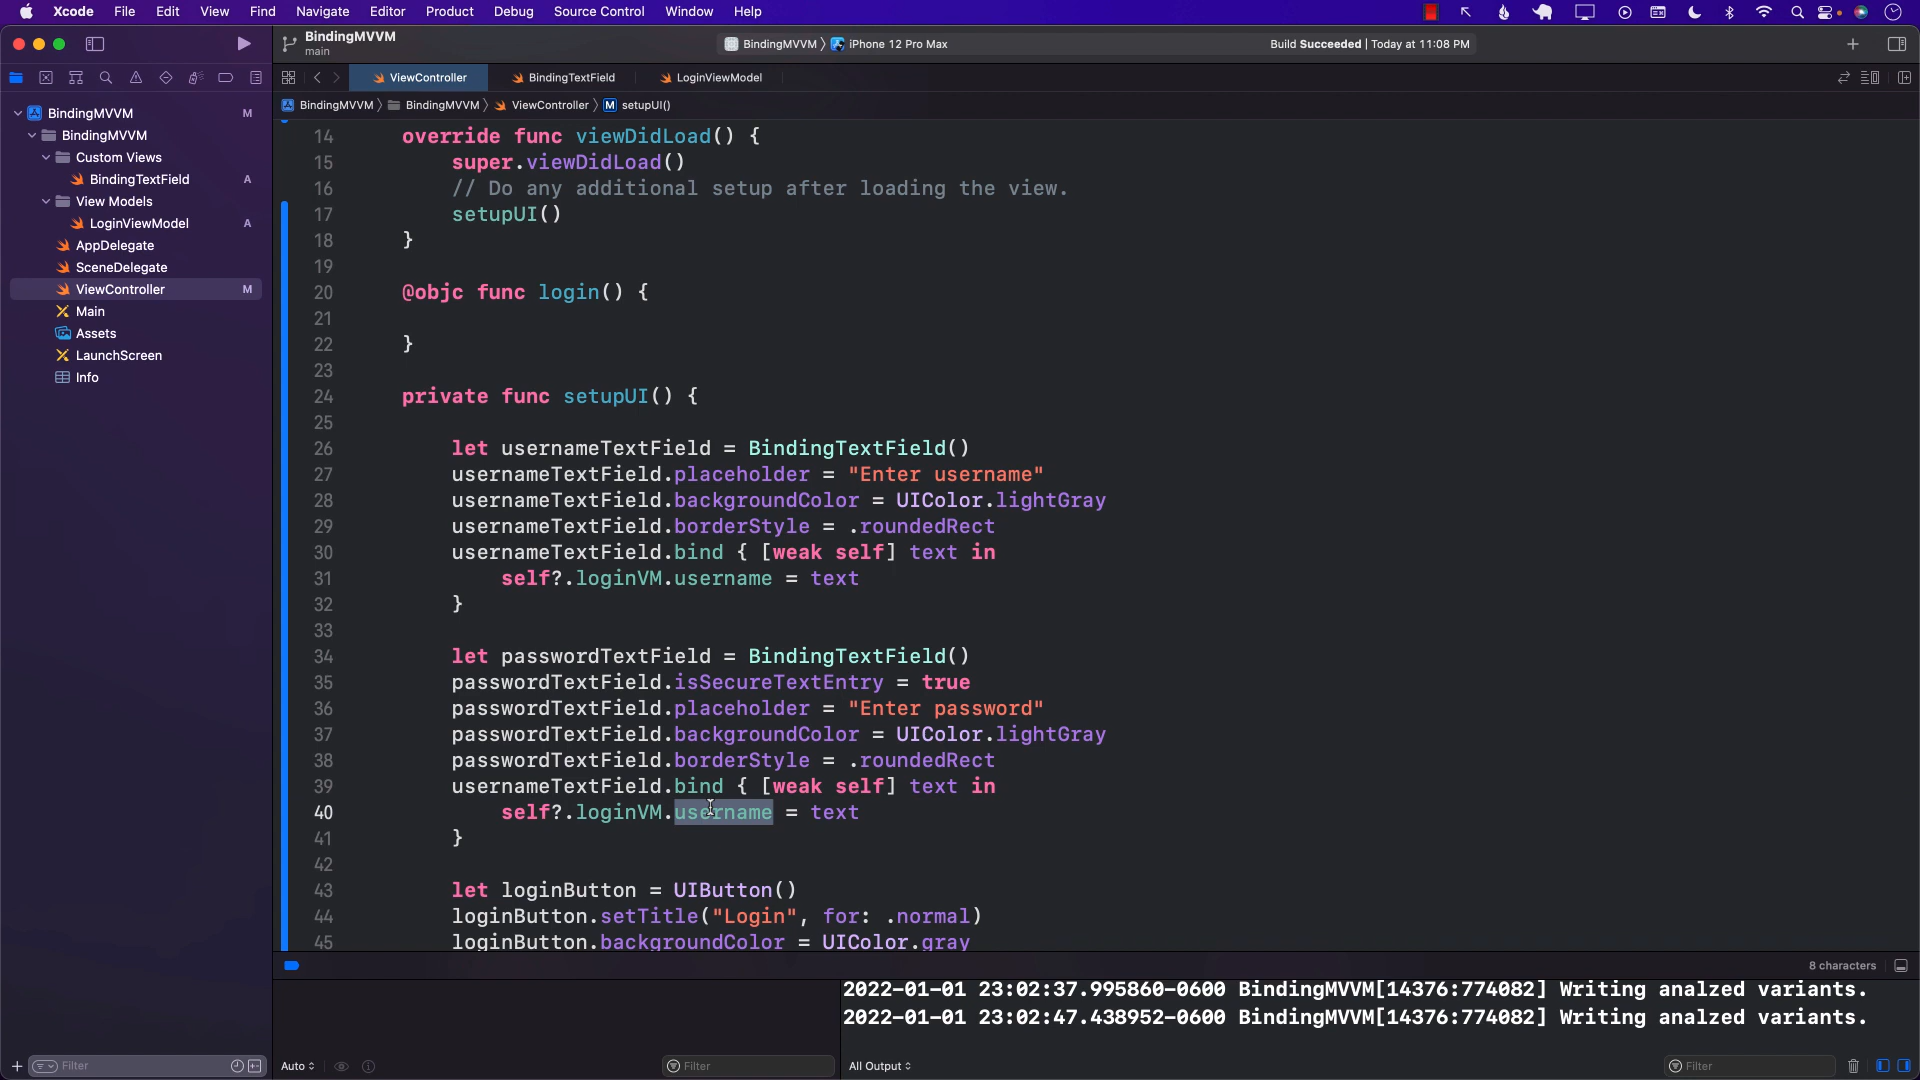 Xcode File Edit View Find Navigate Editor Product Debug Source Control Window Help
BindingMVVM
main
BindingMVVM 〉 iPhone 12 Pro Max
Build Succeeded | Today at 11:08 PM
ViewController BindingTextField LoginViewModel
BindingMVVM 〉 BindingMVVM 〉 ViewController 〉 M setupUI()
BindingMVVM M
BindingMVVM
Custom Views
BindingTextField A
View Models
LoginViewModel A
AppDelegate
SceneDelegate
ViewController M
Main
Assets
LaunchScreen
Info
14 override func viewDidLoad() {
15 super.viewDidLoad()
16 // Do any additional setup after loading the view.
17 setupUI()
18 }
19
20 @objc func login() {
21
22 }
23
24 private func setupUI() {
25
26 let usernameTextField = BindingTextField()
27 usernameTextField.placeholder = "Enter username"
28 usernameTextField.backgroundColor = UIColor.lightGray
29 usernameTextField.borderStyle = .roundedRect
30 usernameTextField.bind { [weak self] text in
31 self?.loginVM.username = text
32 }
33
34 let passwordTextField = BindingTextField()
35 passwordTextField.isSecureTextEntry = true
36 passwordTextField.placeholder = "Enter password"
37 passwordTextField.backgroundColor = UIColor.lightGray
38 passwordTextField.borderStyle = .roundedRect
39 usernameTextField.bind { [weak self] text in
40 self?.loginVM.username = text
41 }
42
43 let loginButton = UIButton()
44 loginButton.setTitle("Login", for: .normal)
45 loginButton.backgroundColor = UIColor.gray
8 characters
2022-01-01 23:02:37.995860-0600 BindingMVVM[14376:774082] Writing analzed variants.
2022-01-01 23:02:47.438952-0600 BindingMVVM[14376:774082] Writing analzed variants.
Filter
Auto
Filter
All Output
Filter